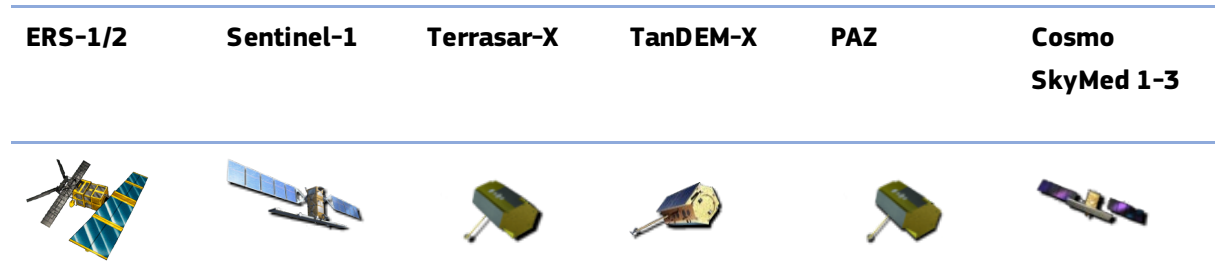 ERS-1/2 Sentinel-1 Terrasar-X TanDEM-X PAZ Cosmo
SkyMed 1-3